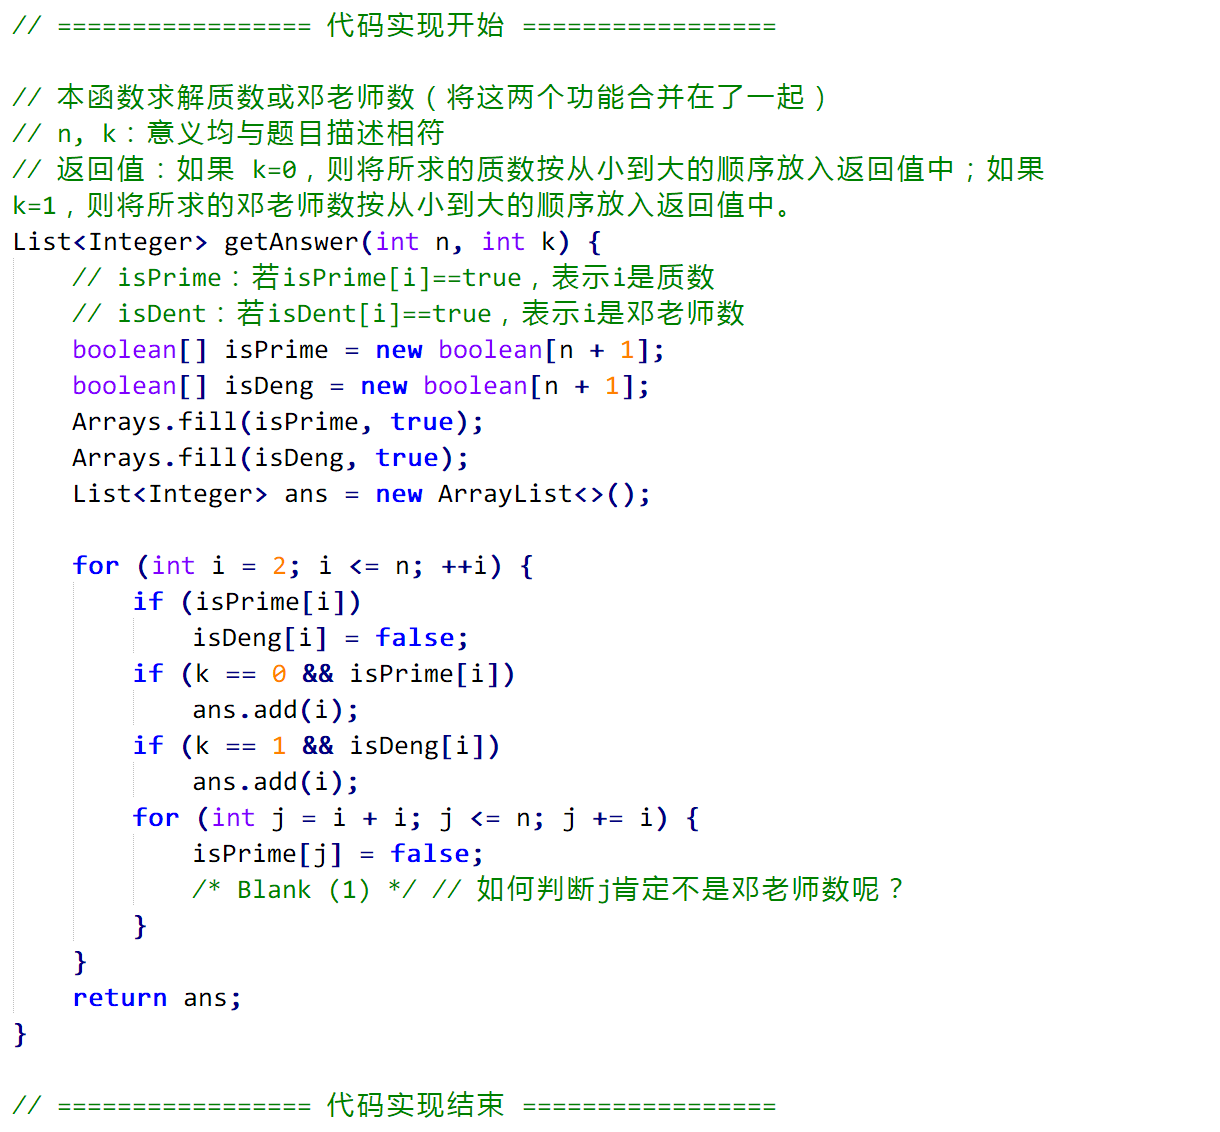 // ================= 代码实现开始 =================
// 本函数求解质数或邓老师数（将这两个功能合并在了一起）
// n, k：意义均与题目描述相符
// 返回值：如果 k=0，则将所求的质数按从小到大的顺序放入返回值中；如果
k=1，则将所求的邓老师数按从小到大的顺序放入返回值中。
List<Integer> getAnswer(int n, int k) {
    // isPrime：若isPrime[i]==true，表示i是质数
    // isDent：若isDent[i]==true，表示i是邓老师数
    boolean[] isPrime = new boolean[n + 1];
    boolean[] isDeng = new boolean[n + 1];
    Arrays.fill(isPrime, true);
    Arrays.fill(isDeng, true);
    List<Integer> ans = new ArrayList<>();
    for (int i = 2; i <= n; ++i) {
        if (isPrime[i])
            isDeng[i] = false;
        if (k == 0 && isPrime[i])
            ans.add(i);
        if (k == 1 && isDeng[i])
            ans.add(i);
        for (int j = i + i; j <= n; j += i) {
            isPrime[j] = false;
            /* Blank (1) */ // 如何判断j肯定不是邓老师数呢？
        }
    }
    return ans;
}
// ================= 代码实现结束 =================